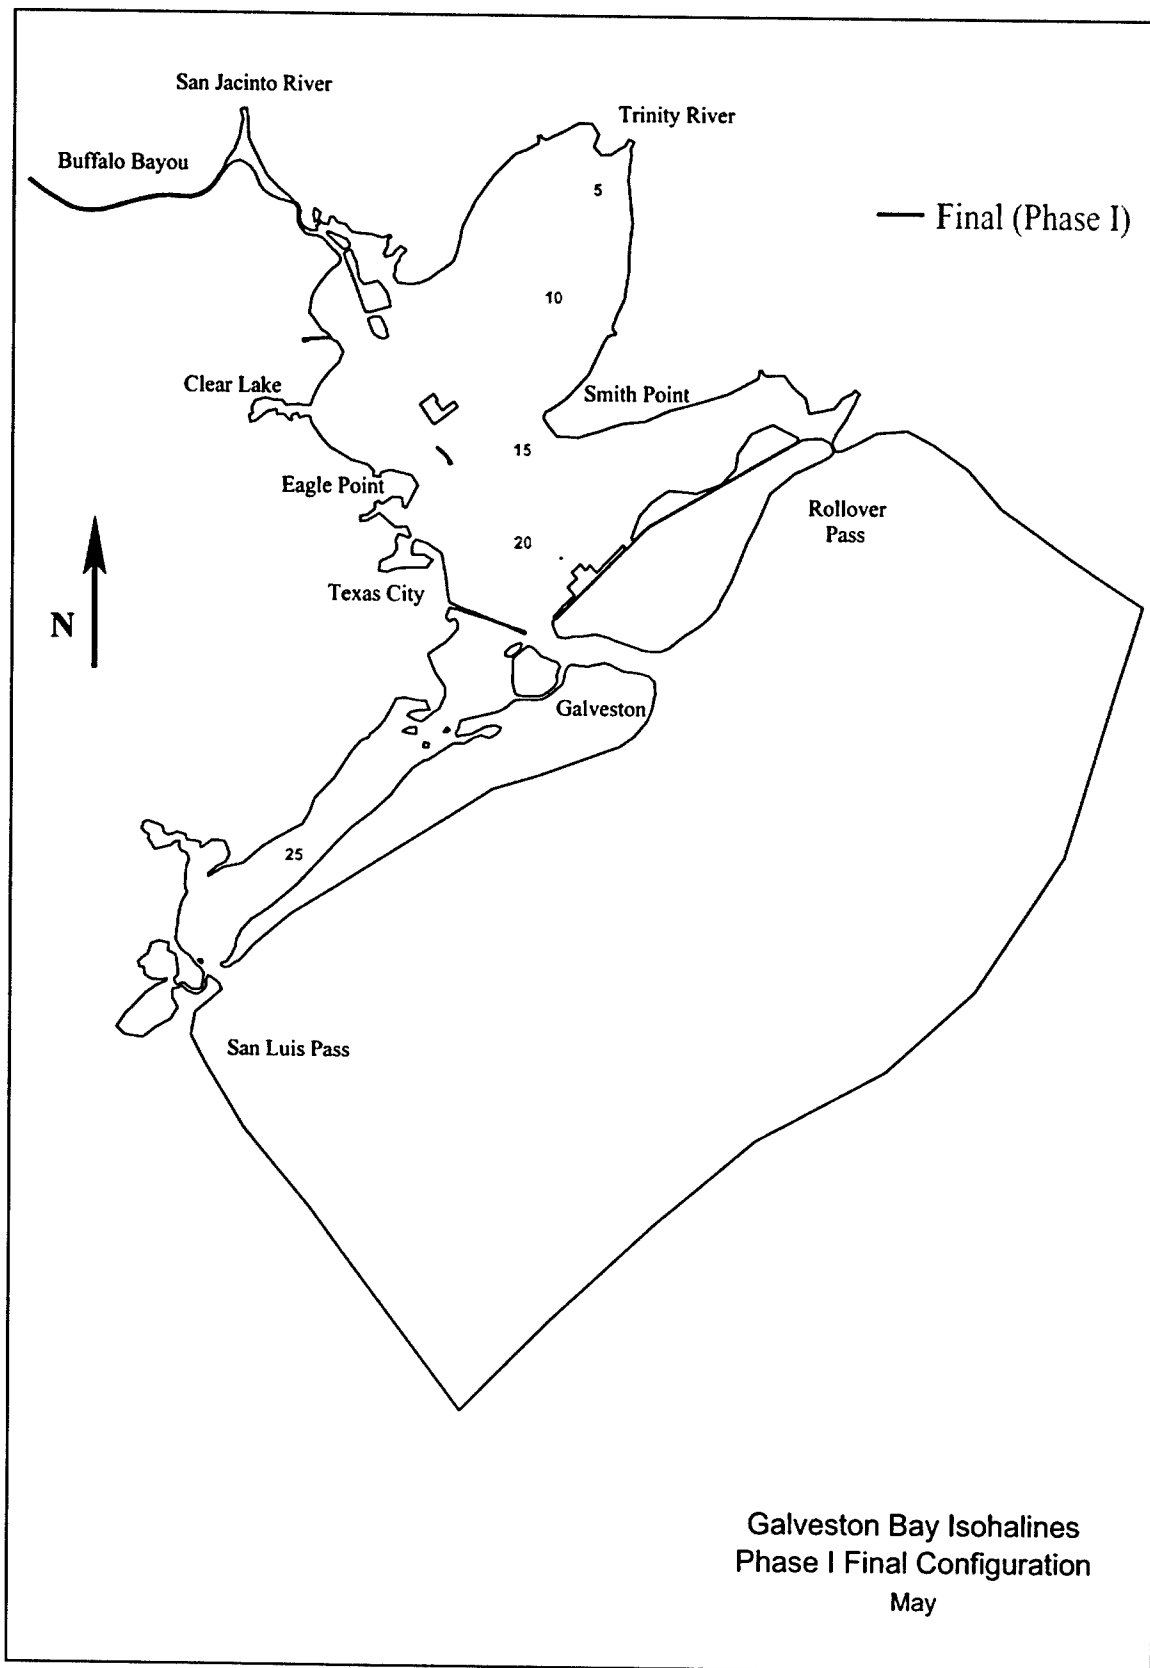 San Jacinto River
Trinity River
Buffalo Bayou
5
Final (Phase I)
10
Clear Lake
Smith Point
15
Eagle Point
Rollover
Pass
20
Texas City
N
Galveston
25
San Luis Pass
Galveston Bay Isohalines
Phase I Final Configuration
May